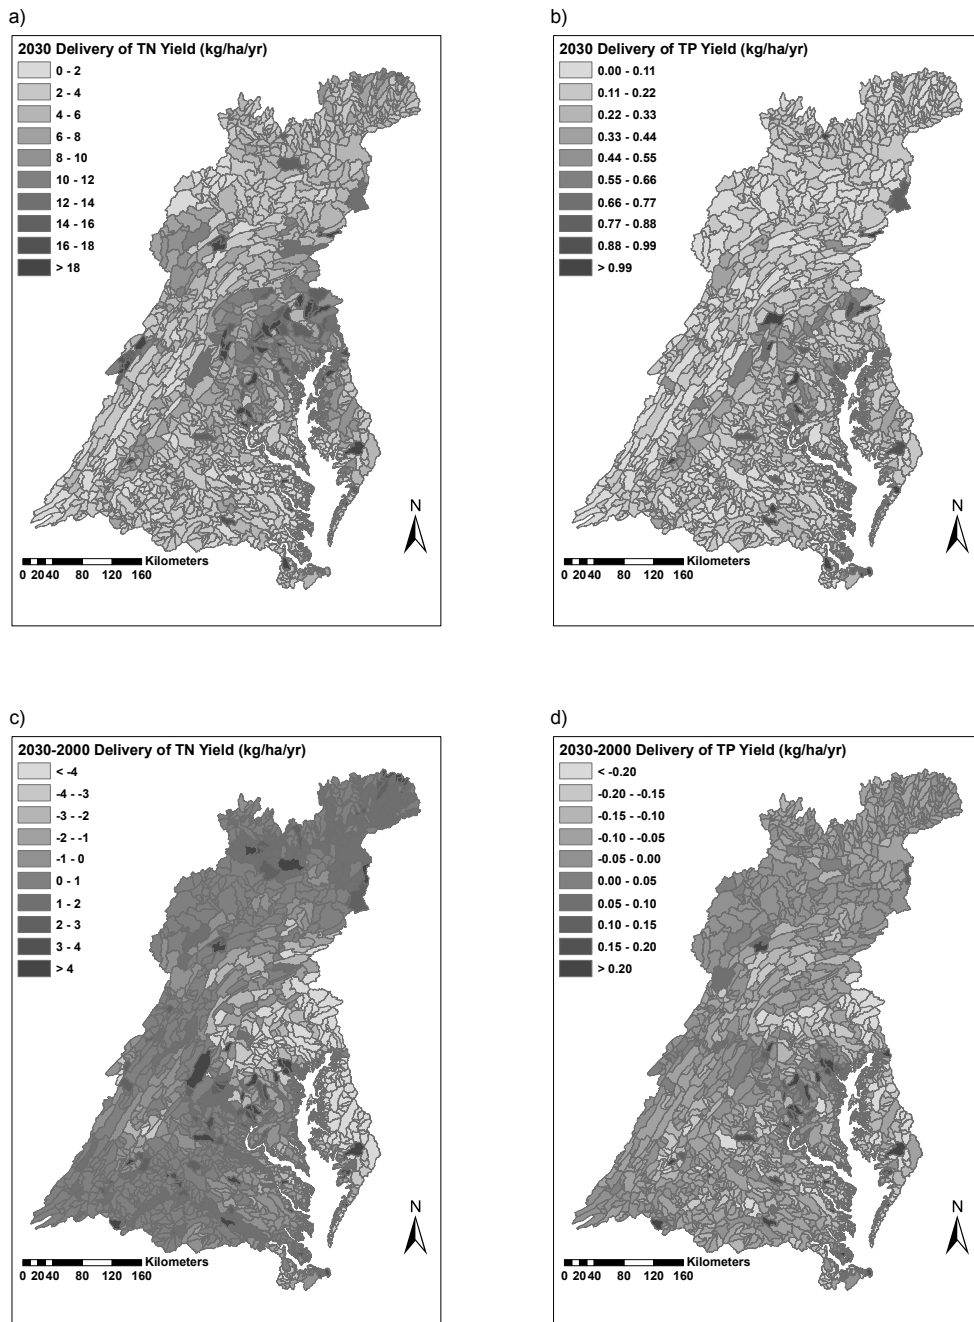 a)
2030 Delivery of TN Yield (kg/ha/yr)
0 - 2
2 - 4
4 - 6
6 - 8
8 - 10
10 - 12
12 - 14
14 - 16
16 - 18
> 18
N
Kilometers
0 2040 80 120 160
b)
2030 Delivery of TP Yield (kg/ha/yr)
0.00 - 0.11
0.11 - 0.22
0.22 - 0.33
0.33 - 0.44
0.44 - 0.55
0.55 - 0.66
0.66 - 0.77
0.77 - 0.88
0.88 - 0.99
> 0.99
N
Kilometers
0 2040 80 120 160
c)
2030-2000 Delivery of TN Yield (kg/ha/yr)
< -4
-4 - -3
-3 - -2
-2 - -1
-1 - 0
0 - 1
1 - 2
2 - 3
3 - 4
> 4
N
Kilometers
0 2040 80 120 160
d)
2030-2000 Delivery of TP Yield (kg/ha/yr)
< -0.20
-0.20 - -0.15
-0.15 - -0.10
-0.10 - -0.05
-0.05 - 0.00
0.00 - 0.05
0.05 - 0.10
0.10 - 0.15
0.15 - 0.20
> 0.20
N
Kilometers
0 2040 80 120 160